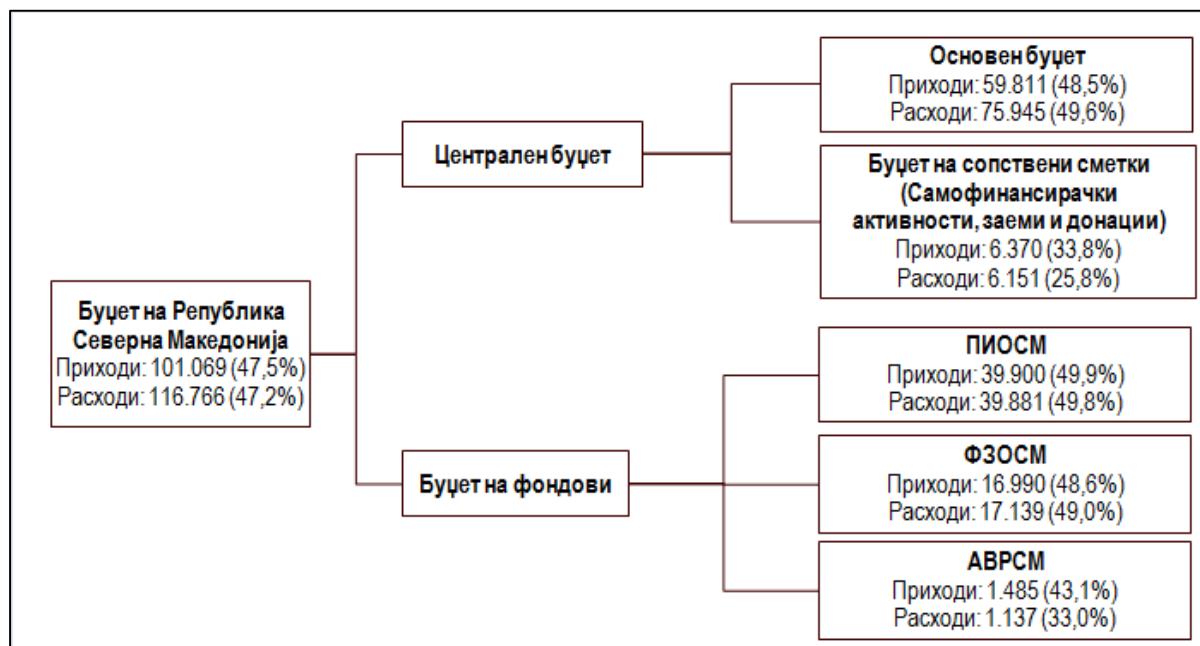 Основен буџет
Приходи: 59.811 (48,5%)
Расходи: 75.945 (49,6%)
Централен буџет
Буџет на сопствени сметки
(Самофинансирачки
активности, заеми и донации)
Приходи: 6.370 (33,8%)
Расходи: 6.151 (25,8%)
Буџет на Република
Северна Македонија
Приходи: 101.069 (47,5%)
Расходи: 116.766 (47,2%)
ПИОСМ
Приходи: 39.900 (49,9%)
Расходи: 39.881 (49,8%)
Буџет на фондови
ФЗОСМ
Приходи: 16.990 (48,6%)
Расходи: 17.139 (49,0%)
АВРСМ
Приходи: 1.485 (43,1%)
Расходи: 1.137 (33,0%)